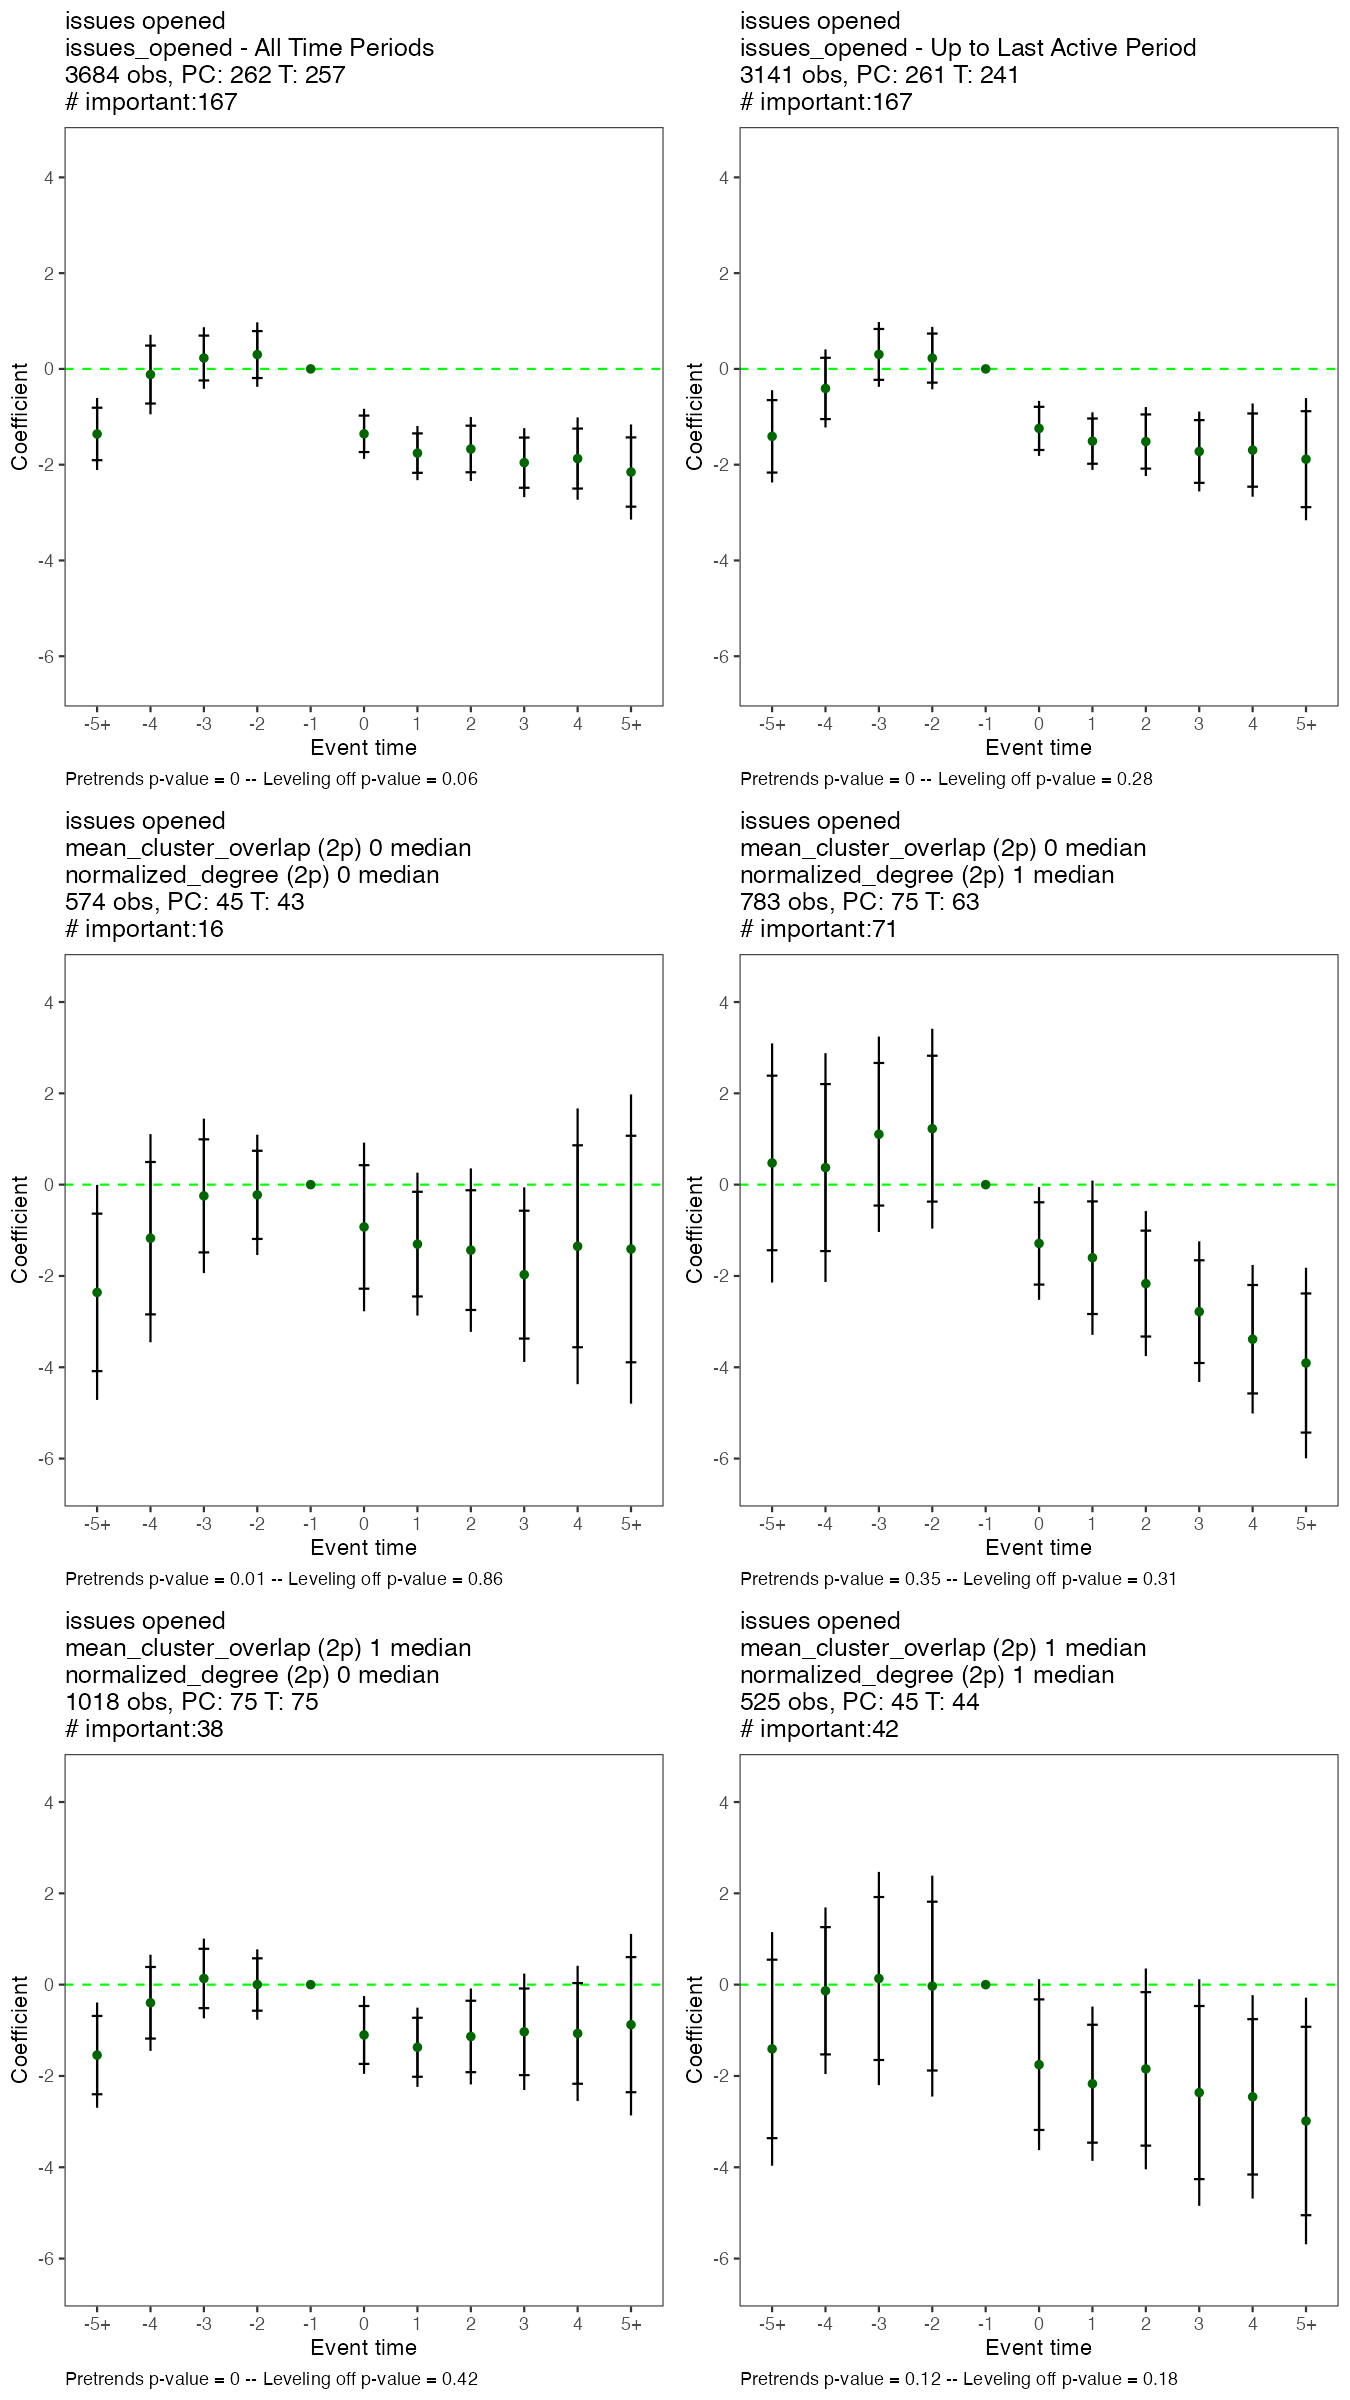 issues opened
issues_opened - All Time Periods
3684 obs, PC: 262 T: 257
# important:167
4
2
0
-2
-4
-6
Coefficient
-5+ -4 -3 -2 -1 0 1 2 3 4 5+
Event time
Pretrends p-value = 0 -- Leveling off p-value = 0.06
issues opened
issues_opened - Up to Last Active Period
3141 obs, PC: 261 T: 241
# important:167
4
2
0
-2
-4
-6
Coefficient
-5+ -4 -3 -2 -1 0 1 2 3 4 5+
Event time
Pretrends p-value = 0 -- Leveling off p-value = 0.28
issues opened
mean_cluster_overlap (2p) 0 median
normalized_degree (2p) 0 median
574 obs, PC: 45 T: 43
# important:16
4
2
0
-2
-4
-6
Coefficient
-5+ -4 -3 -2 -1 0 1 2 3 4 5+
Event time
Pretrends p-value = 0.01 -- Leveling off p-value = 0.86
issues opened
mean_cluster_overlap (2p) 0 median
normalized_degree (2p) 1 median
783 obs, PC: 75 T: 63
# important:71
4
2
0
-2
-4
-6
Coefficient
-5+ -4 -3 -2 -1 0 1 2 3 4 5+
Event time
Pretrends p-value = 0.35 -- Leveling off p-value = 0.31
issues opened
mean_cluster_overlap (2p) 1 median
normalized_degree (2p) 0 median
1018 obs, PC: 75 T: 75
# important:38
4
2
0
-2
-4
-6
Coefficient
-5+ -4 -3 -2 -1 0 1 2 3 4 5+
Event time
Pretrends p-value = 0 -- Leveling off p-value = 0.42
issues opened
mean_cluster_overlap (2p) 1 median
normalized_degree (2p) 1 median
525 obs, PC: 45 T: 44
# important:42
4
2
0
-2
-4
-6
Coefficient
-5+ -4 -3 -2 -1 0 1 2 3 4 5+
Event time
Pretrends p-value = 0.12 -- Leveling off p-value = 0.18